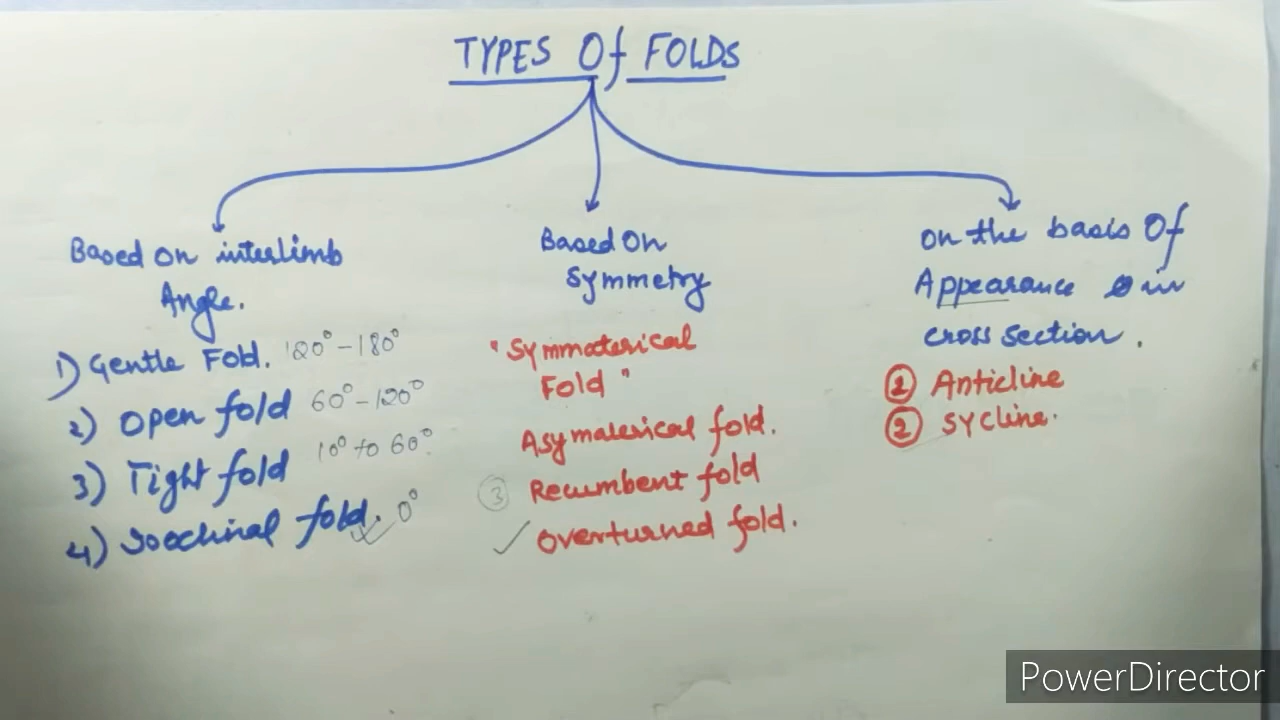 TYPES Of FOLDS
Based on interlimb
Angle.
1) Gentle Fold. 120° - 180°
2) Open fold 60° - 120°
3) Tight fold 10° to 60°
4) Isoclinal fold. 0°
Based On
Symmetry
"Symmaterical
Fold"
Asymaterical fold.
3 Recumbent fold
✓ Overturned fold.
On the basis Of
Appearance in
cross section.
2 Anticline
2 SYcline.
PowerDirector